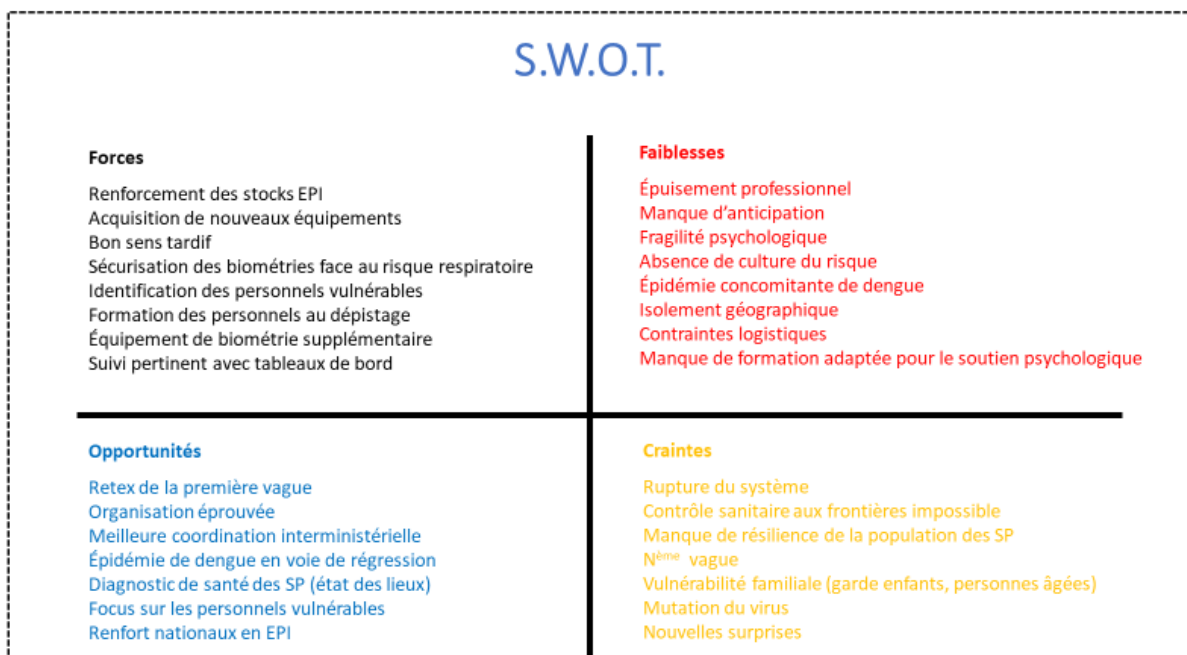 S.W.O.T.
Forces
Renforcement des stocks EPI
Acquisition de nouveaux équipements
Bon sens tardif
Sécurisation des biométries face au risque respiratoire
Identification des personnels vulnérables
Formation des personnels au dépistage
Équipement de biométrie supplémentaire
Suivi pertinent avec tableaux de bord
Faiblesses
Épuisement professionnel
Manque d’anticipation
Fragilité psychologique
Absence de culture du risque
Épidémie concomitante de dengue
Isolement géographique
Contraintes logistiques
Manque de formation adaptée pour le soutien psychologique
Opportunités
Retex de la première vague
Organisation éprouvée
Meilleure coordination interministérielle
Épidémie de dengue en voie de régression
Diagnostic de santé des SP (état des lieux)
Focus sur les personnels vulnérables
Renfort nationaux en EPI
Craintes
Rupture du système
Contrôle sanitaire aux frontières impossible
Manque de résilience de la population des SP
Nème vague
Vulnérabilité familiale (garde enfants, personnes âgées)
Mutation du virus
Nouvelles surprises